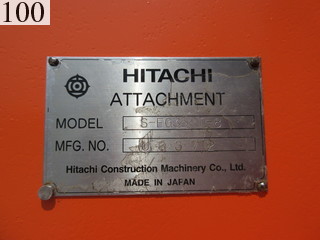 100
HITACHI
ATTACHMENT
MODEL
MFG. NO.
Hitachi Construction Machinery Co., Ltd.
MADE IN JAPAN